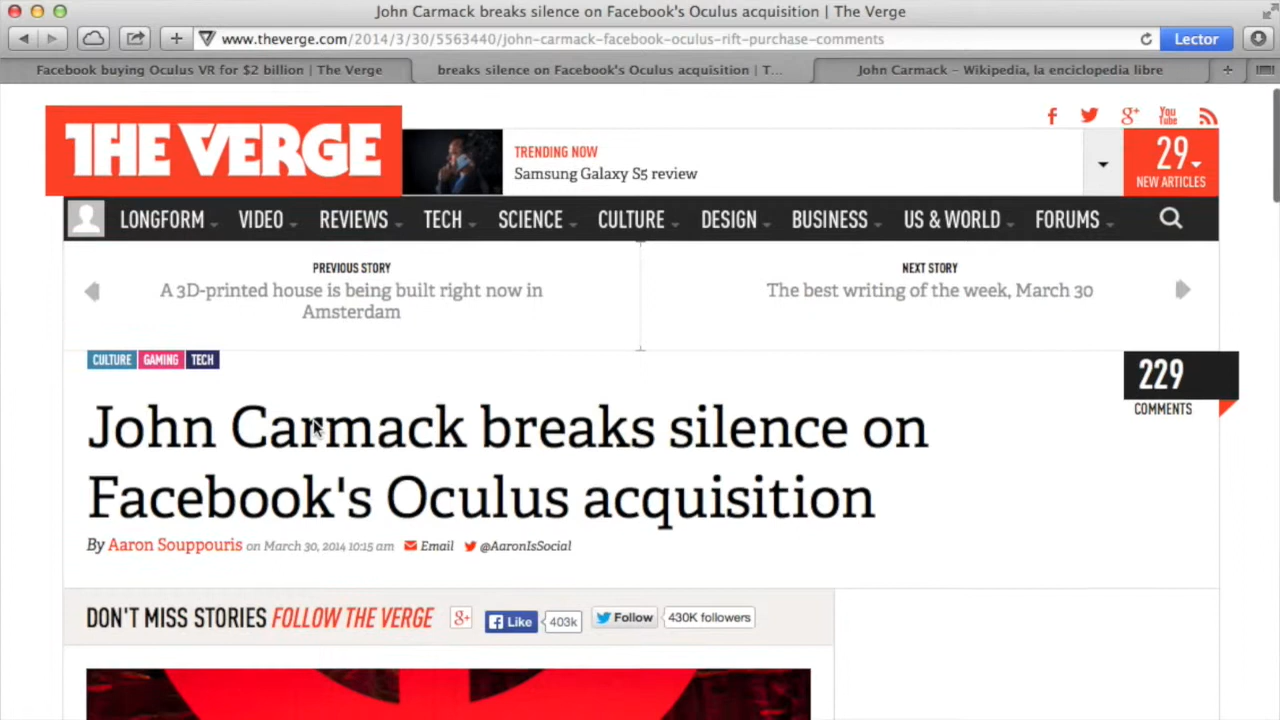 John Carmack breaks silence on Facebook's Oculus acquisition | The Verge
www.theverge.com/2014/3/30/5563440/john-carmack-facebook-oculus-rift-purchase-comments
Lector
Facebook buying Oculus VR for $2 billion | The Verge
breaks silence on Facebook's Oculus acquisition | T...
John Carmack – Wikipedia, la enciclopedia libre
THE VERGE
TRENDING NOW
Samsung Galaxy S5 review
You Tube
29
NEW ARTICLES
LONGFORM VIDEO REVIEWS TECH SCIENCE CULTURE DESIGN BUSINESS US & WORLD FORUMS
PREVIOUS STORY
A 3D-printed house is being built right now in
Amsterdam
NEXT STORY
The best writing of the week, March 30
CULTURE GAMING TECH
229
COMMENTS
John Carmack breaks silence on
Facebook's Oculus acquisition
By Aaron Souppouris on March 30, 2014 10:15 am Email @AaronIsSocial
DON'T MISS STORIES FOLLOW THE VERGE g+ Like 403k Follow 430K followers